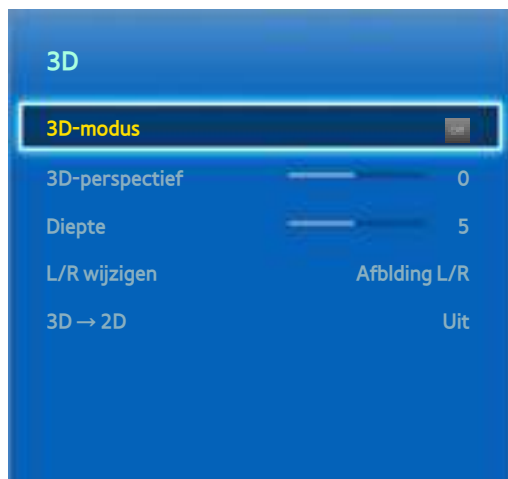 3D
3D-modus
3D-perspectief 0
Diepte 5
L/R wijzigen Afblding L/R
3D → 2D Uit